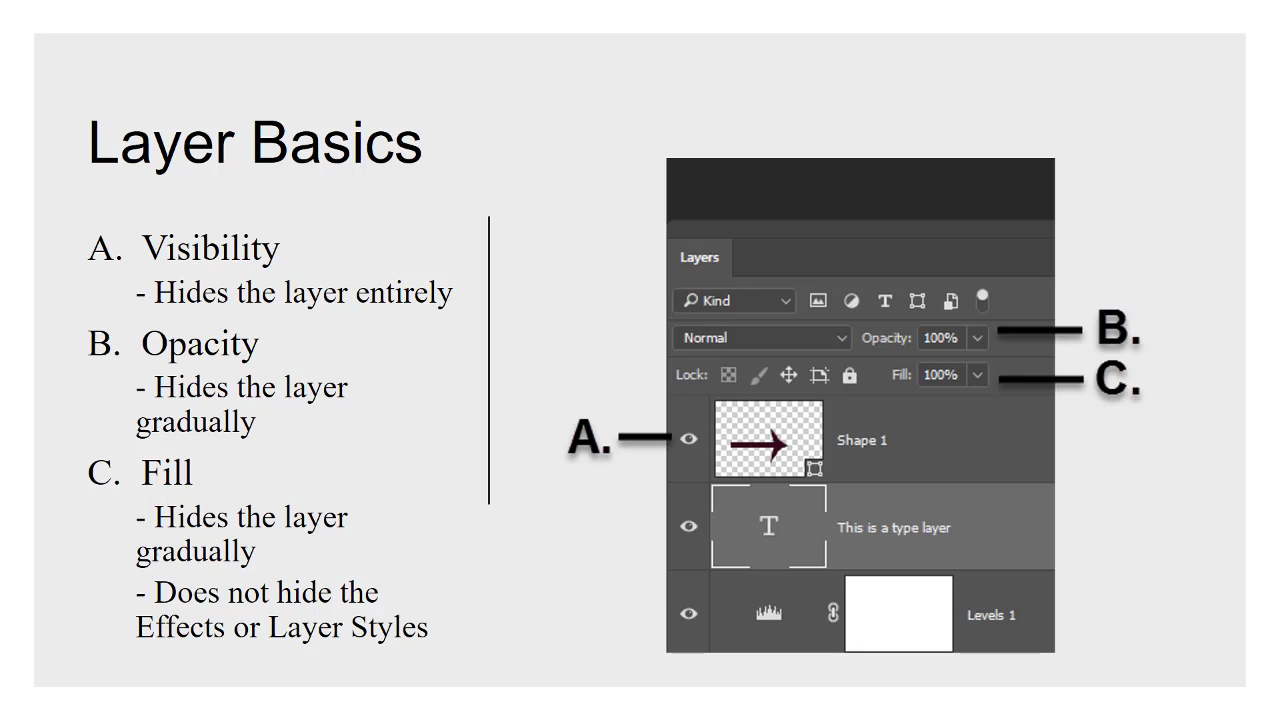 Layer Basics
A. Visibility
- Hides the layer entirely
B. Opacity
- Hides the layer
gradually
C. Fill
- Hides the layer
gradually
- Does not hide the
Effects or Layer Styles
Layers
Kind
T
Normal
Opacity: 100%
B.
Lock:
Fill: 100%
C.
A.
Shape 1
T
This is a type layer
Levels 1